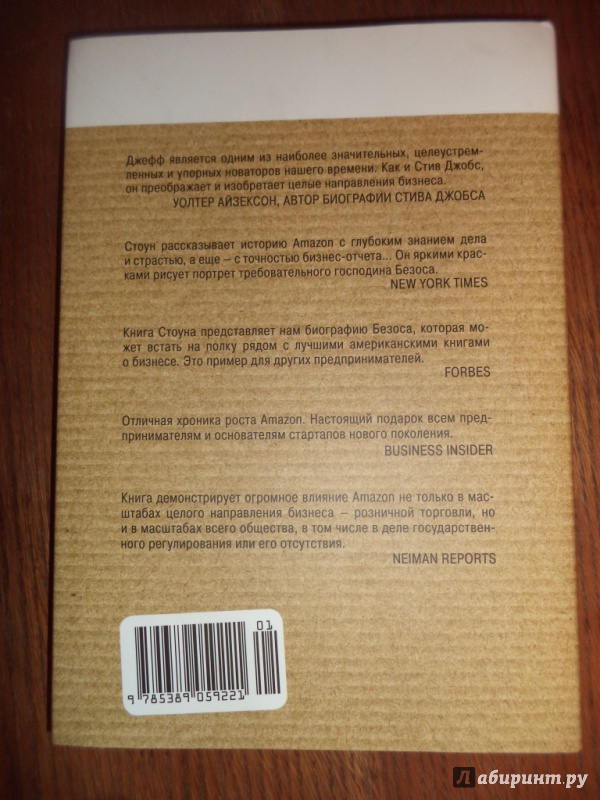 Джефф является одним из наиболее значительных, целеустрем-
ленных и упорных новаторов нашего времени. Как и Стив Джобс,
он преображает и изобретает целые направления бизнеса.
УОЛТЕР АЙЗЕКСОН, АВТОР БИОГРАФИИ СТИВА ДЖОБСА
Стоун рассказывает историю Amazon с глубоким знанием дела
и страстью, а еще – с точностью бизнес-отчета... Он яркими крас-
ками рисует портрет требовательного господина Безоса.
NEW YORK TIMES
Книга Стоуна представляет нам биографию Безоса, которая мо-
жет встать на полку рядом с лучшими американскими книгами
о бизнесе. Это пример для других предпринимателей.
FORBES
Отличная хроника роста Amazon. Настоящий подарок всем пред-
принимателям и основателям стартапов нового поколения.
BUSINESS INSIDER
Книга демонстрирует огромное влияние Amazon не только в мас-
штабах целого направления бизнеса – розничной торговли, но
и в масштабах всего общества, в том числе в деле государствен-
ного регулирования или его отсутствия.
NEIMAN REPORTS
01
9 785389 059221
Лабиринт.ру